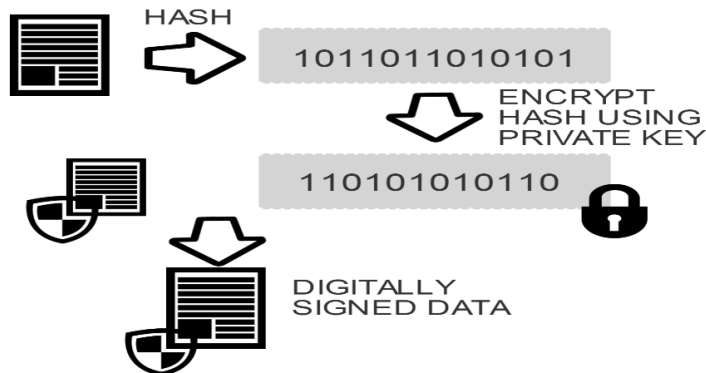 HASH
1011011010101
ENCRYPT
HASH USING
PRIVATE KEY
110101010110
DIGITALLY
SIGNED DATA